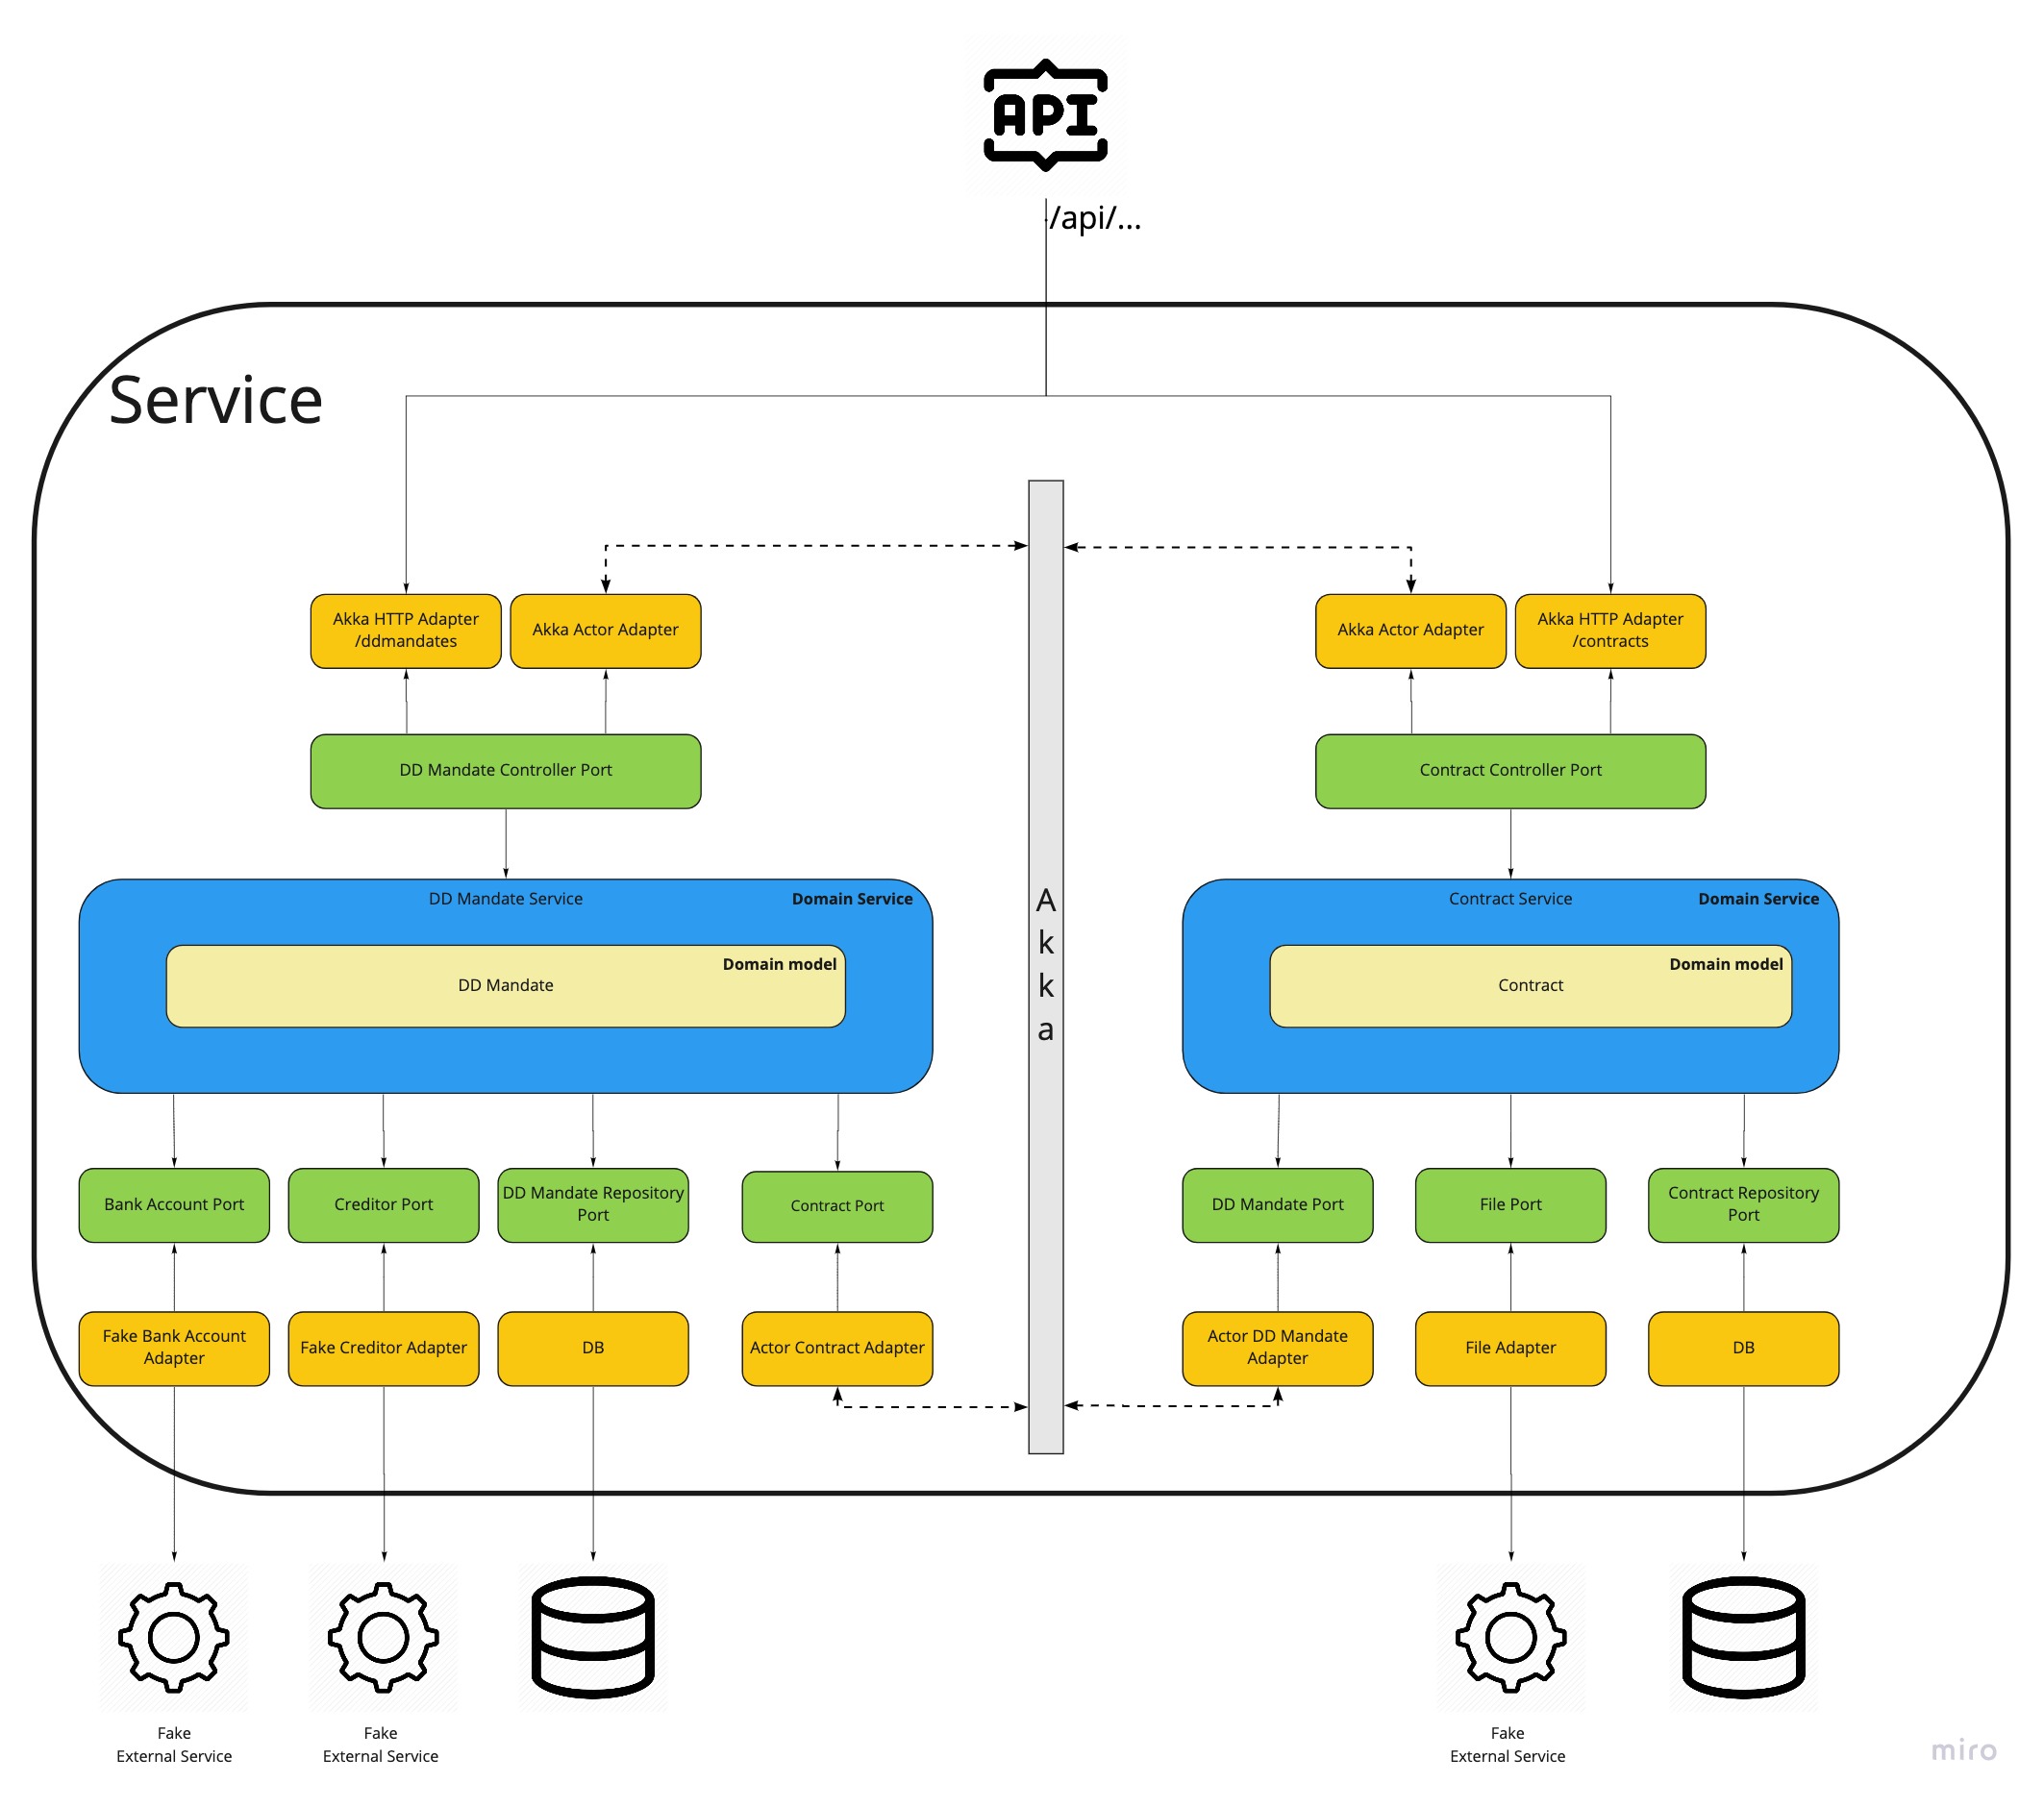 API
-/api/...
Service
Akka HTTP Adapter
/ddmandates
Akka Actor Adapter
Akka Actor Adapter
Akka HTTP Adapter
/contracts
DD Mandate Controller Port
Contract Controller Port
A
k
k
a
DD Mandate Service
Domain Service
Domain model
DD Mandate
Contract Service
Domain Service
Domain model
Contract
Bank Account Port
Creditor Port
DD Mandate Repository
Port
Contract Port
DD Mandate Port
File Port
Contract Repository
Port
Fake Bank Account
Adapter
Fake Creditor Adapter
DB
Actor Contract Adapter
Actor DD Mandate
Adapter
File Adapter
DB
Fake
External Service
Fake
External Service
Fake
External Service
miro